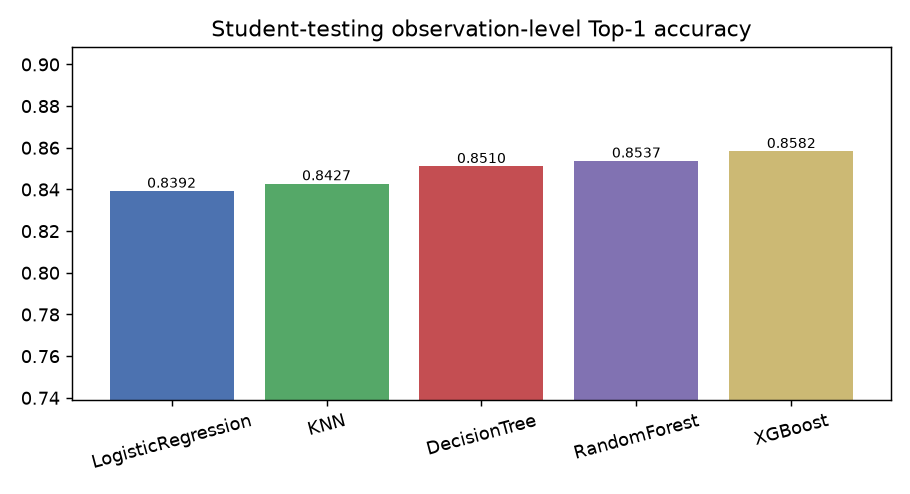 Student-testing observation-level Top-1 accuracy
0.90
0.88
0.86
0.84
0.82
0.80
0.78
0.76
0.74
0.8392
0.8427
0.8510
0.8537
0.8582
LogisticRegression
KNN
DecisionTree
RandomForest
XGBoost